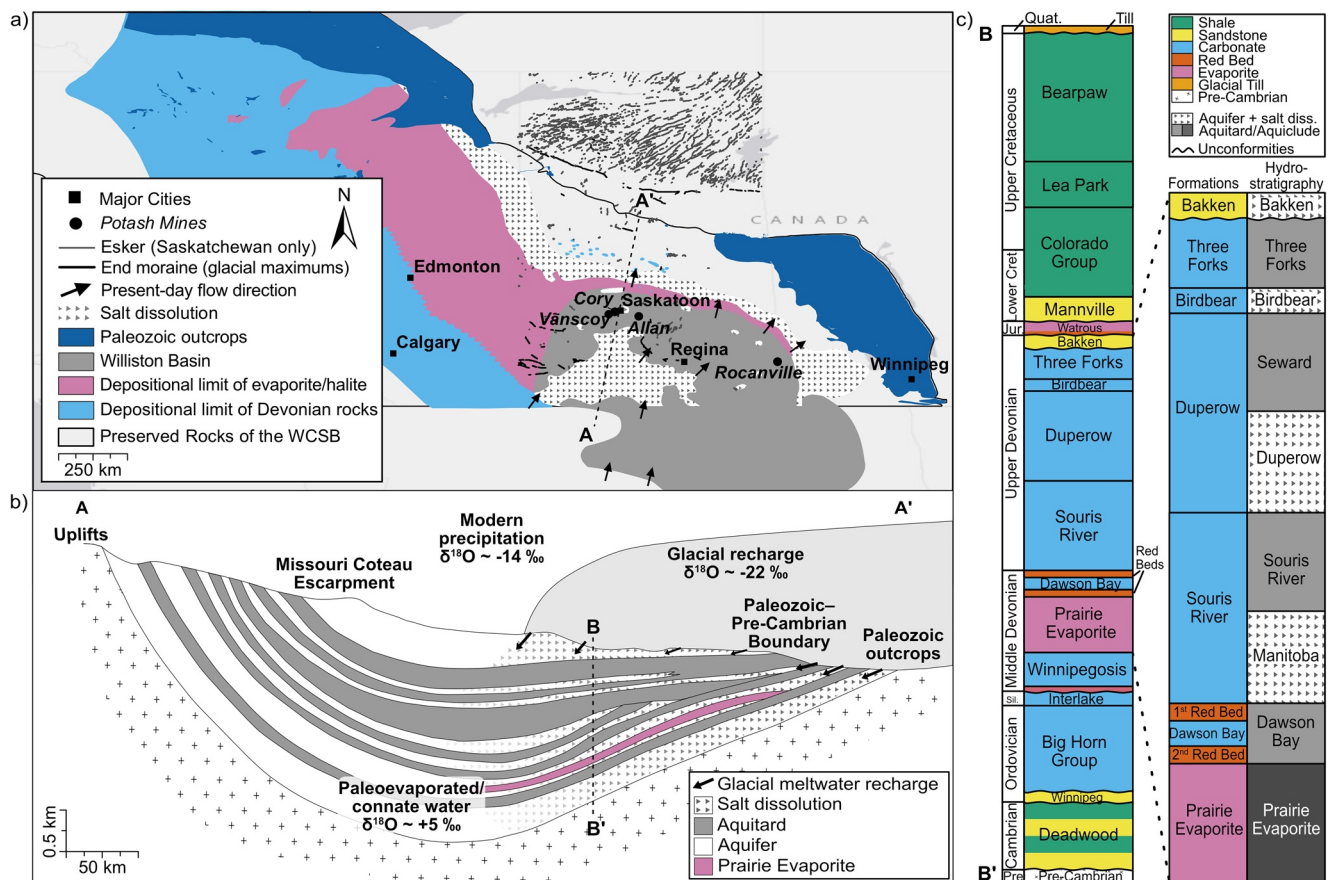 a)
N
Major Cities
Potash Mines
Esker (Saskatchewan only)
End moraine (glacial maximums)
Present-day flow direction
Salt dissolution
Paleozoic outcrops
Williston Basin
Depositional limit of evaporite/halite
Depositional limit of Devonian rocks
Preserved Rocks of the WCSB
250 km
Edmonton
Calgary
A'
CANADA
Cory
Saskatoon
Vanscoy
Allan
Regina
Rocanville
Winnipeg
A
b)
A
Uplifts
Missouri Coteau
Escarpment
Modern
precipitation
δ¹⁸O ~ -14 ‰
A'
Glacial recharge
δ¹⁸O ~ -22 ‰
B
Paleozoic–
Pre-Cambrian
Boundary
Paleozoic
outcrops
Paleoevaporated/
connate water
δ¹⁸O ~ +5 ‰
B'
0.5 km
50 km
Glacial meltwater recharge
Salt dissolution
Aquitard
Aquifer
Prairie Evaporite
c)
B
Quat.
Till
Upper Cretaceous
Bearpaw
Lea Park
Colorado
Group
Lower Cret
Mannville
Jur.
Watrous
Upper Devonian
Bakken
Three Forks
Birdbear
Duperow
Souris
River
Red
Beds
Middle Devonian
Dawson Bay
Prairie
Evaporite
Winnipegosis
Sil.
Interlake
Ordovician
Big Horn
Group
Winnipeg
Cambrian
Deadwood
B'
Pre
Pre-Cambrian
Shale
Sandstone
Carbonate
Red Bed
Evaporite
Glacial Till
Pre-Cambrian
Aquifer + salt diss.
Aquitard/Aquiclude
Unconformities
Formations
Hydro-
stratigraphy
Bakken
Bakken
Three
Forks
Three
Forks
Birdbear
Birdbear
Duperow
Seward
Duperow
Souris
River
Souris
River
Manitoba
1st Red Bed
Dawson Bay
2nd Red Bed
Dawson
Bay
Prairie
Evaporite
Prairie
Evaporite